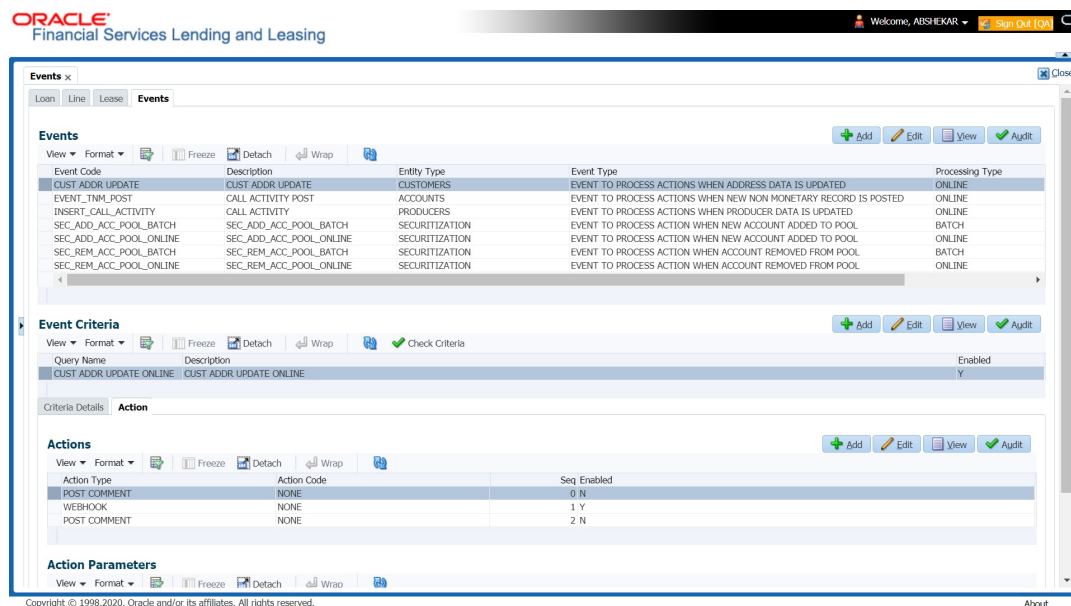 ORACLE®
Financial Services Lending and Leasing
Welcome, ABSHEKAR
Sign Out [QA]
Events ×
Close
Loan Line Lease Events
Events
Add Edit View Audit
View Format Freeze Detach Wrap
Event Code Description Entity Type Event Type Processing Type
CUST ADDR UPDATE CUST ADDR UPDATE CUSTOMERS EVENT TO PROCESS ACTIONS WHEN ADDRESS DATA IS UPDATED ONLINE
EVENT_TNM_POST CALL ACTIVITY POST ACCOUNTS EVENT TO PROCESS ACTIONS WHEN NEW NON MONETARY RECORD IS POSTED ONLINE
INSERT_CALL_ACTIVITY CALL ACTIVITY PRODUCERS EVENT TO PROCESS ACTIONS WHEN PRODUCER DATA IS UPDATED ONLINE
SEC_ADD_ACC_POOL_BATCH SEC_ADD_ACC_POOL_BATCH SECURITIZATION EVENT TO PROCESS ACTION WHEN NEW ACCOUNT ADDED TO POOL BATCH
SEC_ADD_ACC_POOL_ONLINE SEC_ADD_ACC_POOL_ONLINE SECURITIZATION EVENT TO PROCESS ACTION WHEN NEW ACCOUNT ADDED TO POOL ONLINE
SEC_REM_ACC_POOL_BATCH SEC_REM_ACC_POOL_BATCH SECURITIZATION EVENT TO PROCESS ACTION WHEN ACCOUNT REMOVED FROM POOL BATCH
SEC_REM_ACC_POOL_ONLINE SEC_REM_ACC_POOL_ONLINE SECURITIZATION EVENT TO PROCESS ACTION WHEN ACCOUNT REMOVED FROM POOL ONLINE
Event Criteria
Add Edit View Audit
View Format Freeze Detach Wrap Check Criteria
Query Name Description Enabled
CUST ADDR UPDATE ONLINE CUST ADDR UPDATE ONLINE Y
Criteria Details Action
Actions
Add Edit View Audit
View Format Freeze Detach Wrap
Action Type Action Code Seq Enabled
POST COMMENT NONE 0 N
WEBHOOK NONE 1 Y
POST COMMENT NONE 2 N
Action Parameters
View Format Freeze Detach Wrap
Copyright © 1998,2020, Oracle and/or its affiliates. All rights reserved.
About